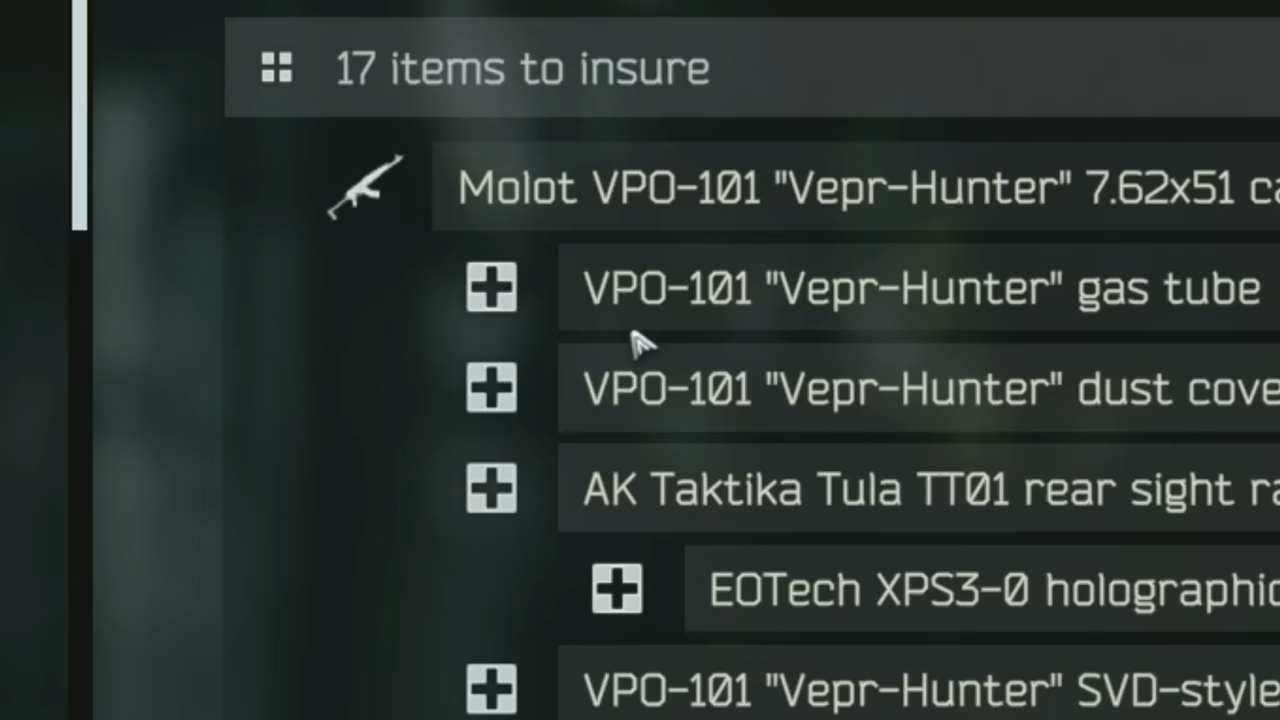 17 items to insure
Molot VPO-101 "Vepr-Hunter" 7.62x51
VPO-101 "Vepr-Hunter" gas tube
VPO-101 "Vepr-Hunter" dust
AK Taktika Tula TT01 rear sight
EOTech XPS3-0
VPO-101 "Vepr-Hunter" SVD-style